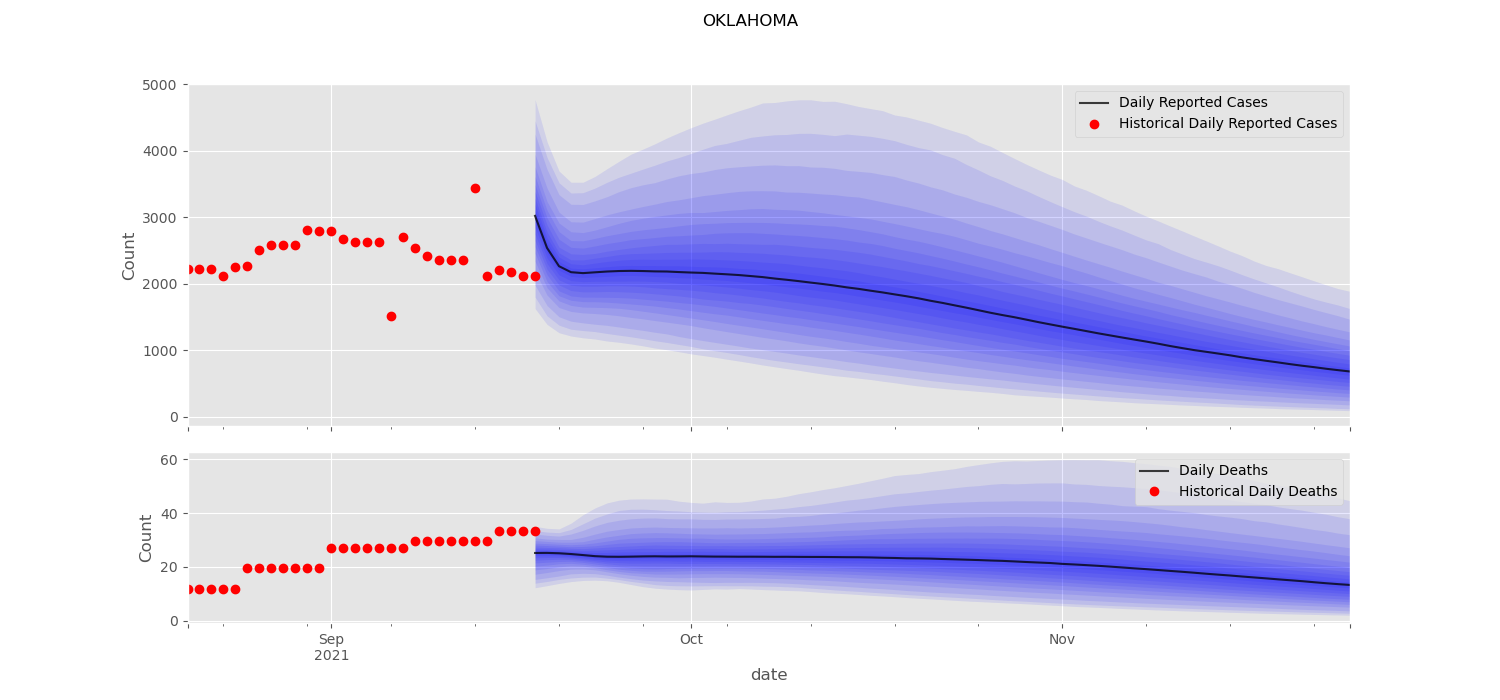 OKLAHOMA
5000
4000
3000
2000
1000
0
Count
Daily Reported Cases
Historical Daily Reported Cases
60
40
20
0
Count
Daily Deaths
Historical Daily Deaths
Sep
2021
Oct
Nov
date